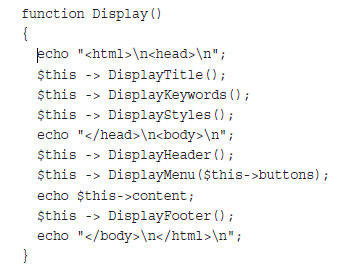 function Display()
{
echo "<html>\n<head>\n";
$this -> DisplayTitle();
$this -> DisplayKeywords();
$this -> DisplayStyles();
echo "</head>\n<body>\n";
$this -> DisplayHeader();
$this -> DisplayMenu($this->buttons);
echo $this->content;
$this -> DisplayFooter();
echo "</body>\n</html>\n";
}